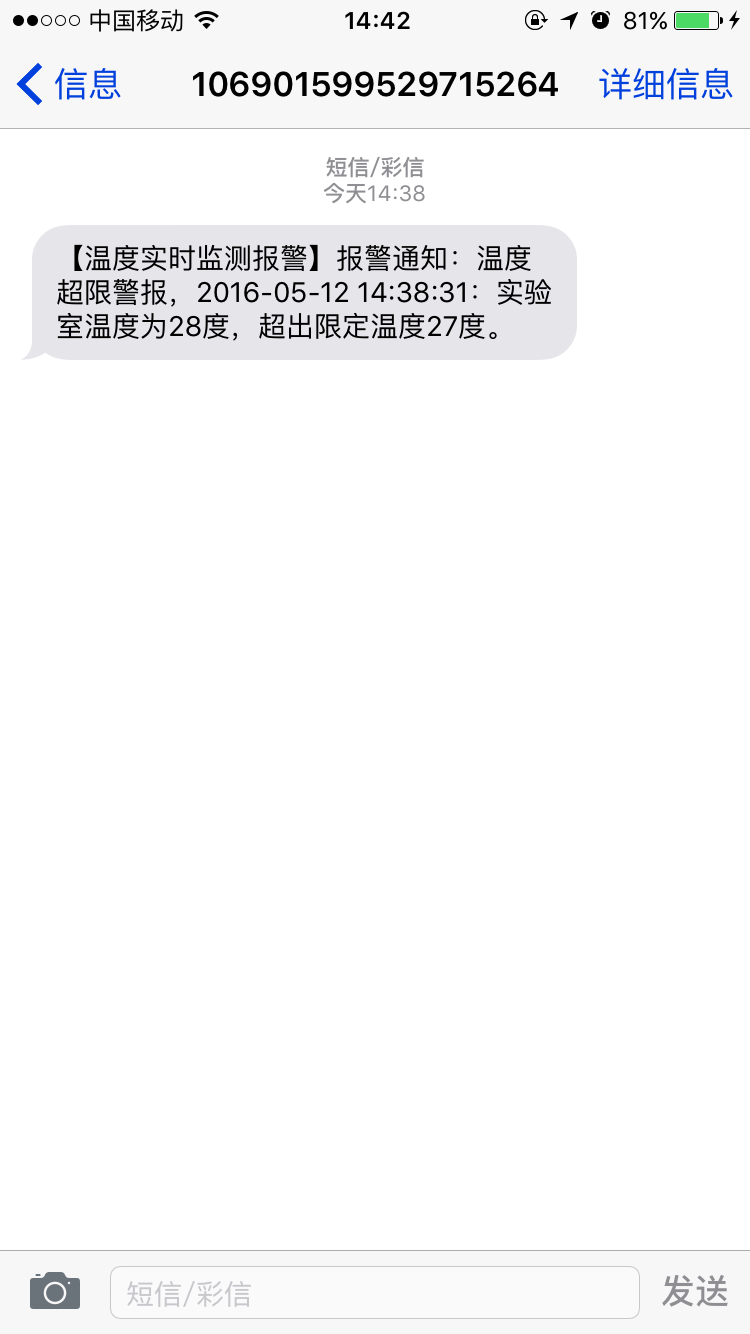 中国移动
14:42
81%
信息
106901599529715264
详细信息
短信/彩信
今天14:38
【温度实时监测报警】报警通知：温度
超限警报，2016-05-12 14:38:31：实验
室温度为28度，超出限定温度27度。
短信/彩信
发送